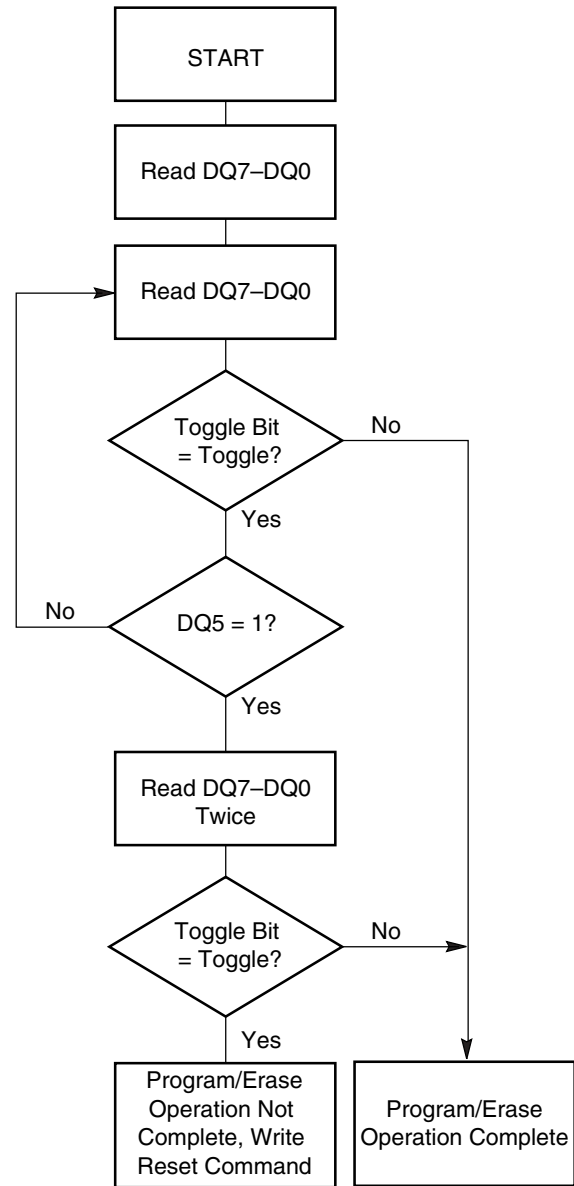 START
Read DQ7–DQ0
Read DQ7–DQ0
Toggle Bit
= Toggle?
No
Yes
No
DQ5 = 1?
Yes
Read DQ7–DQ0
Twice
Toggle Bit
= Toggle?
No
Yes
Program/Erase
Operation Not
Complete, Write
Reset Command
Program/Erase
Operation Complete